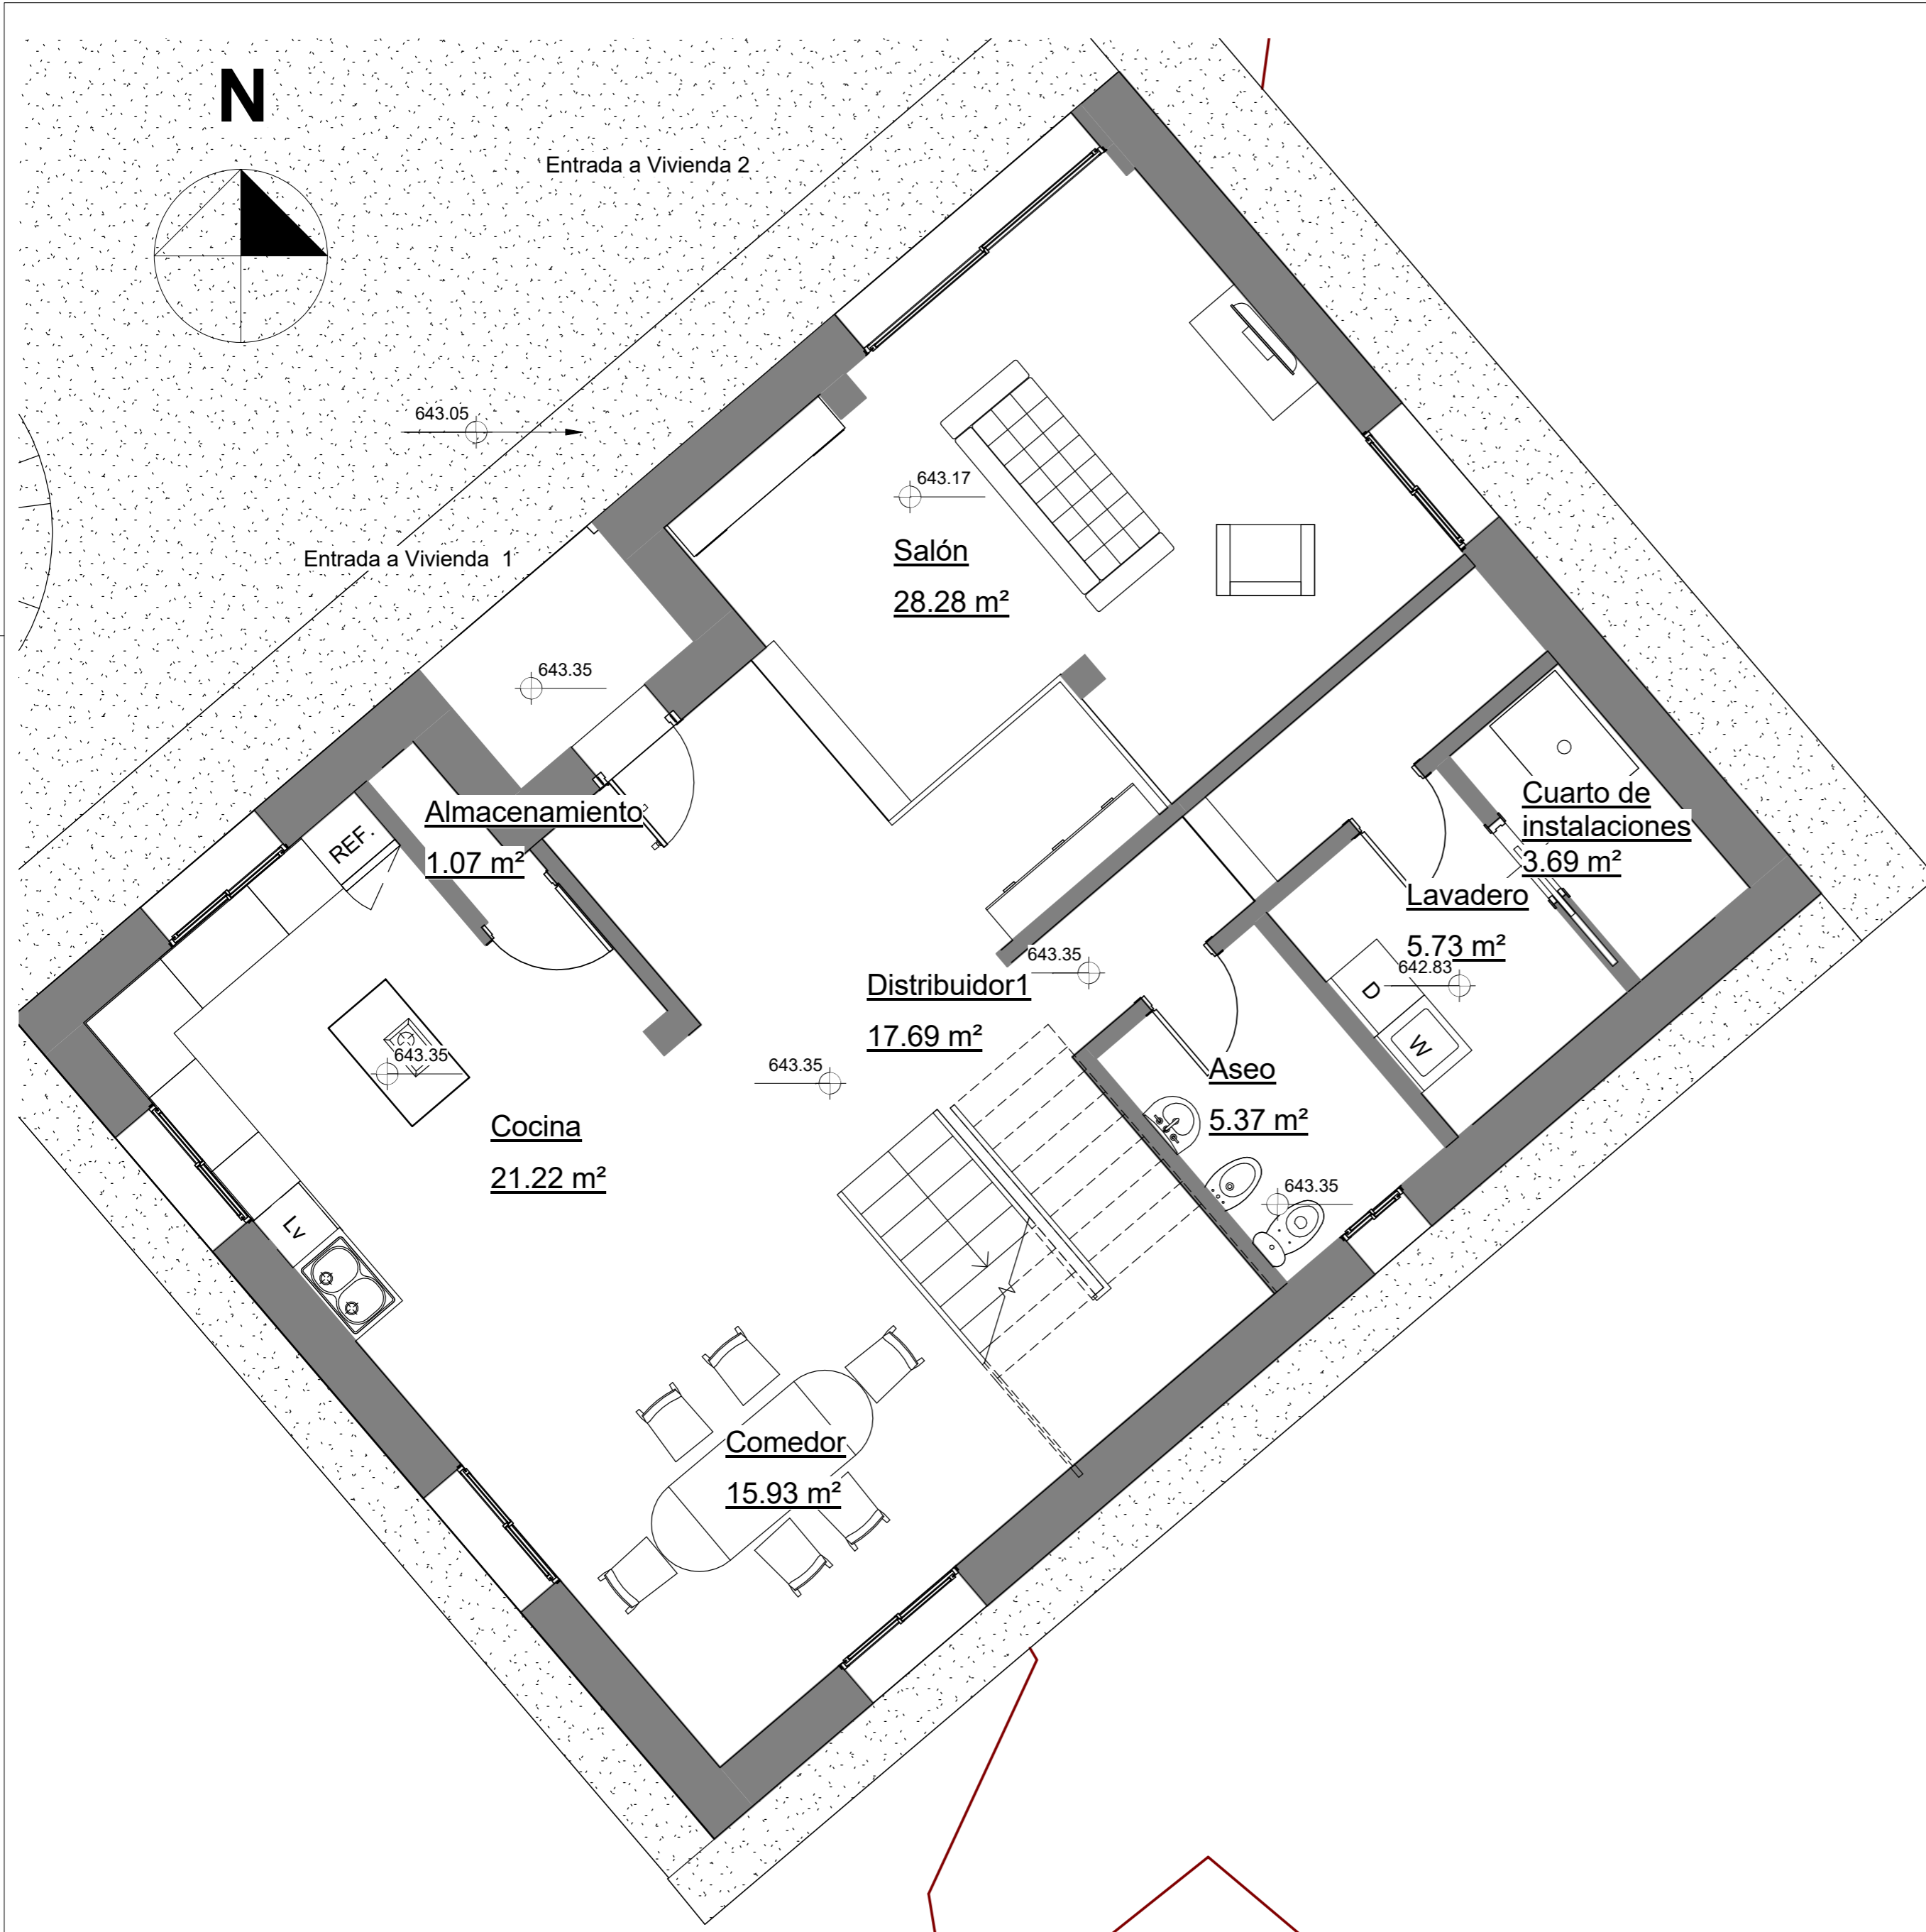 N
Entrada a Vivienda 2
643.05
643.17
Salón
28.28 m²
Entrada a Vivienda 1
643.35
Almacenamiento
1.07 m²
REF.
Cuarto de
instalaciones
3.69 m²
Lavadero
5.73 m²
642.83
D
W
643.35
Distribuidor1
17.69 m²
643.35
Aseo
5.37 m²
643.35
643.35
Cocina
21.22 m²
Lv
Comedor
15.93 m²